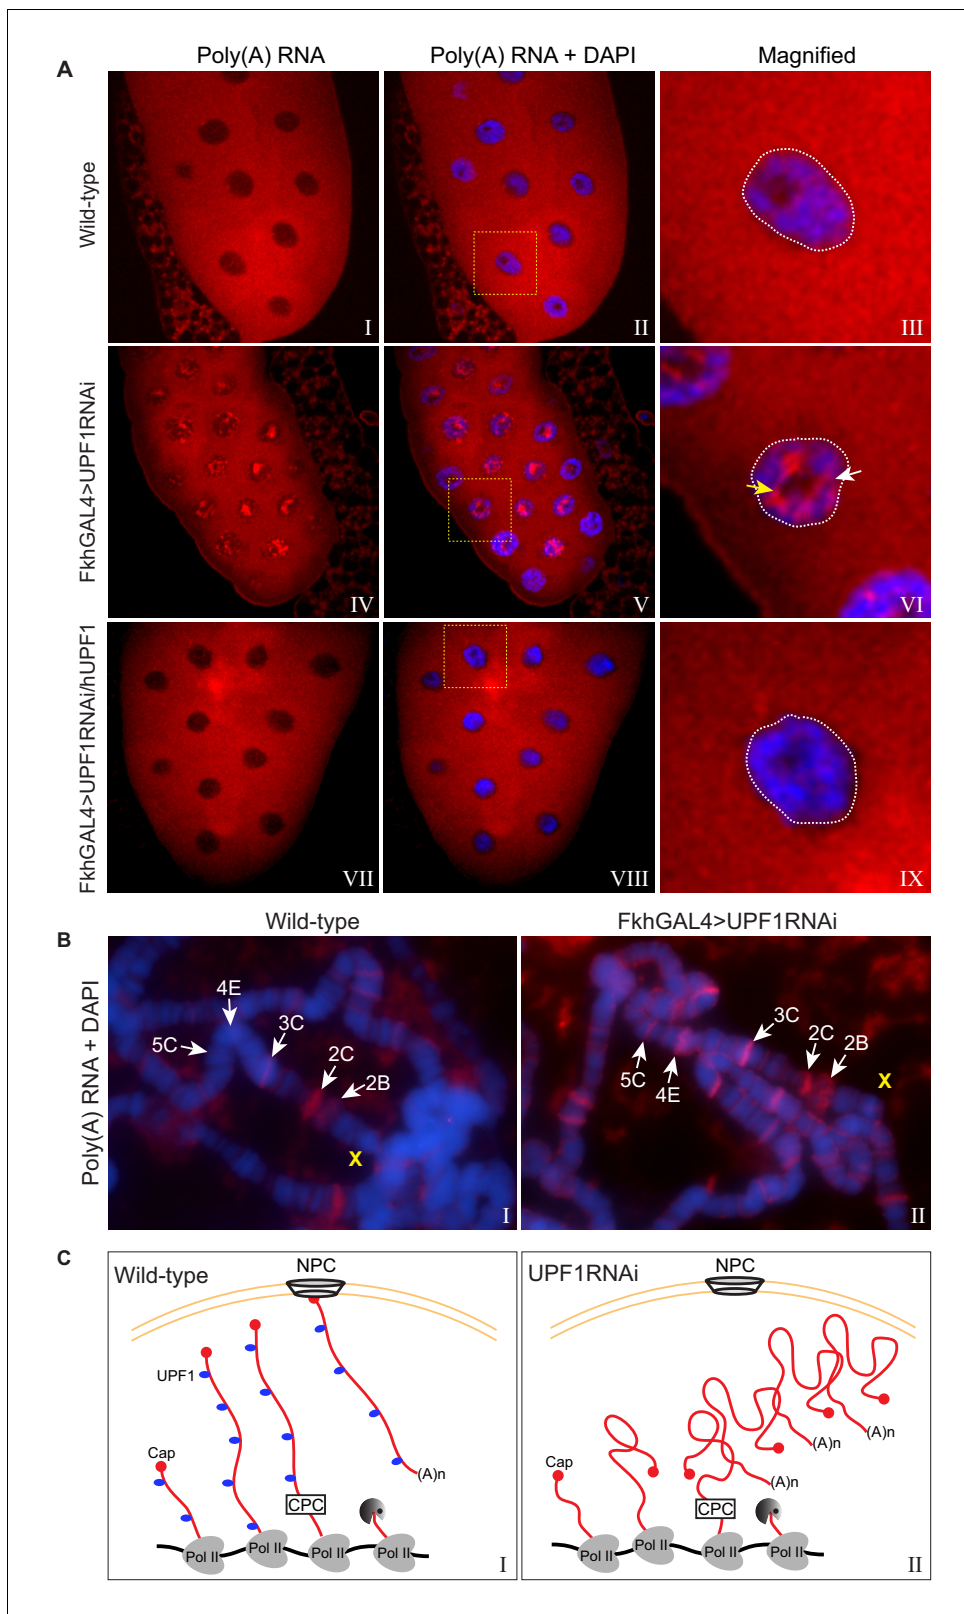 A
Poly(A) RNA
Poly(A) RNA + DAPI
Magnified
Wild-type
I
II
III
FkhGAL4>UPF1RNAi
IV
V
VI
FkhGAL4>UPF1RNAi/hUPF1
VII
VIII
IX
B
Wild-type
FkhGAL4>UPF1RNAi
Poly(A) RNA + DAPI
4E
5C
3C
2C
2B
X
I
3C
2C
2B
5C
4E
X
II
C
Wild-type
NPC
UPF1
Cap
(A)n
CPC
Pol II
Pol II
Pol II
Pol II
I
UPF1RNAi
NPC
(A)n
(A)n
Cap
(A)n
CPC
Pol II
Pol II
Pol II
Pol II
II